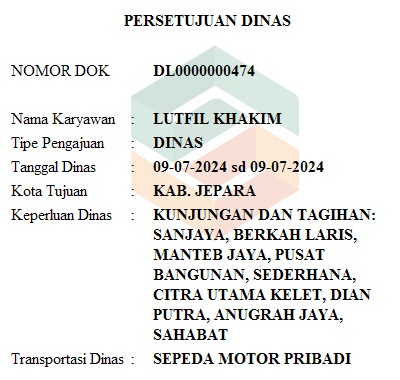 PERSETUJUAN DINAS
NOMOR DOK DL0000000474
Nama Karyawan : LUTFIL KHAKIM
Tipe Pengajuan : DINAS
Tanggal Dinas : 09-07-2024 sd 09-07-2024
Kota Tujuan : KAB. JEPARA
Keperluan Dinas : KUNJUNGAN DAN TAGIHAN:
SANJAYA, BERKAH LARIS,
MANTEB JAYA, PUSAT
BANGUNAN, SEDERHANA,
CITRA UTAMA KELET, DIAN
PUTRA, ANUGRAH JAYA,
SAHABAT
Transportasi Dinas : SEPEDA MOTOR PRIBADI